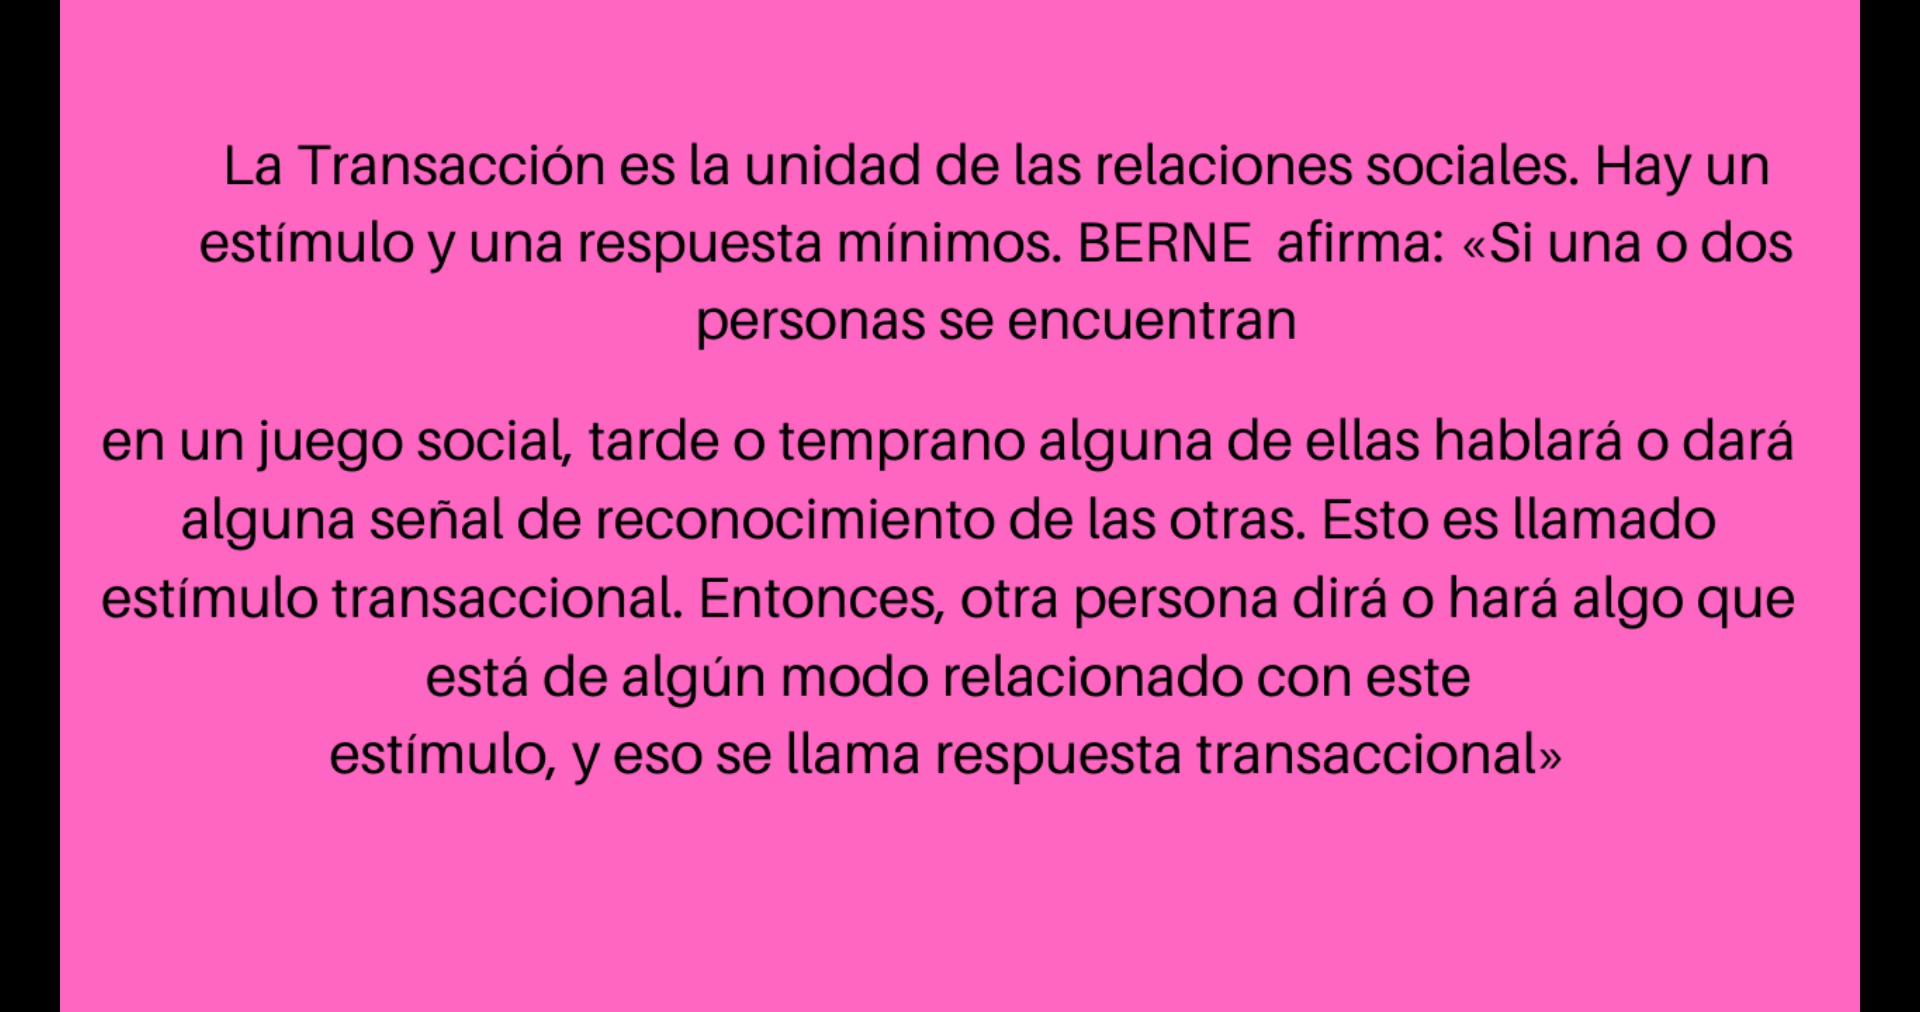 La Transacción es la unidad de las relaciones sociales. Hay un
estímulo y una respuesta mínimos. BERNE  afirma: «Si una o dos
personas se encuentran
en un juego social, tarde o temprano alguna de ellas hablará o dará
alguna señal de reconocimiento de las otras. Esto es llamado
estímulo transaccional. Entonces, otra persona dirá o hará algo que
está de algún modo relacionado con este
estímulo, y eso se llama respuesta transaccional»